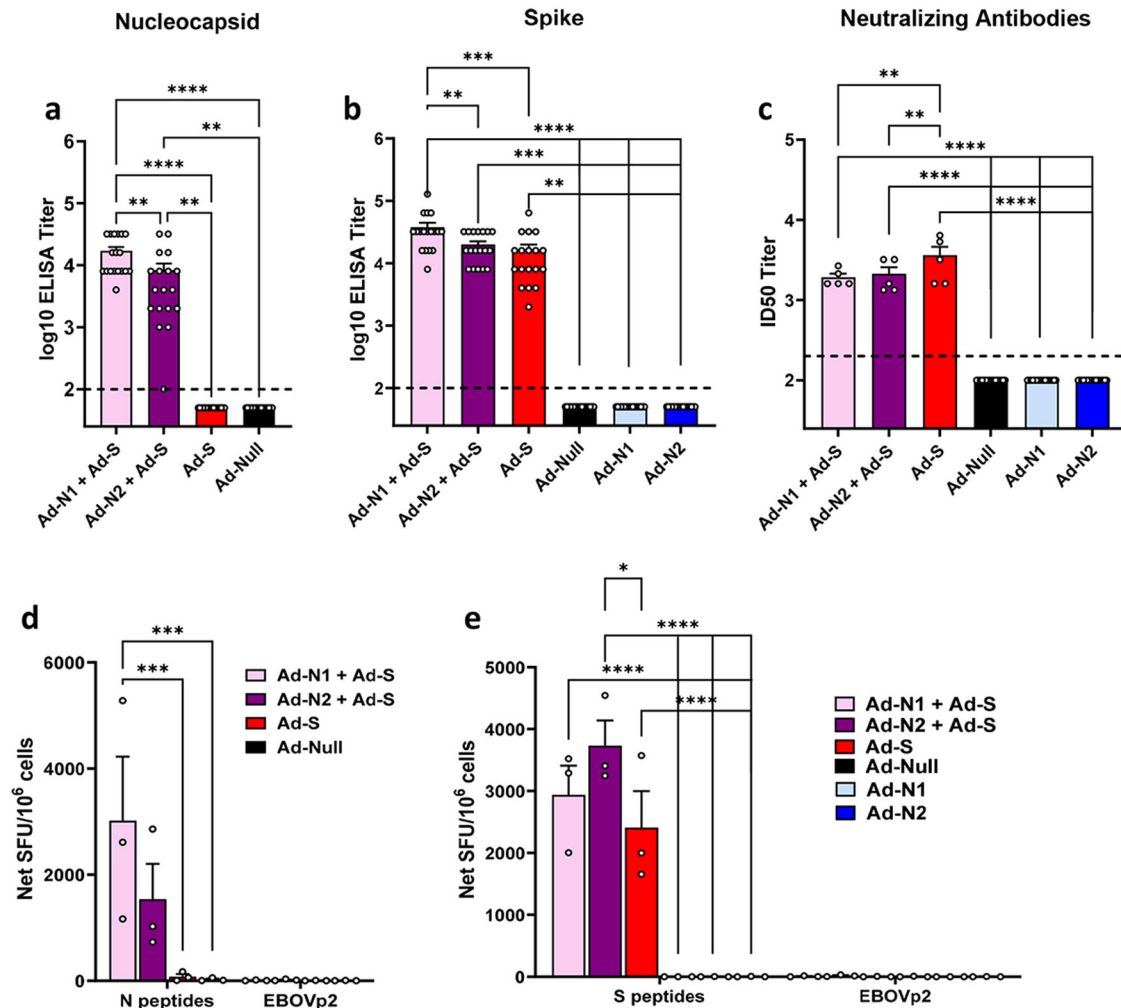 Nucleocapsid
Spike
Neutralizing Antibodies
a
****
**
****
** **
log10 ELISA Titer
6
5
4
3
2
Ad-N1 + Ad-S
Ad-N2 + Ad-S
Ad-S
Ad-Null
b
***
**
****
***
**
log10 ELISA Titer
6
5
4
3
2
Ad-N1 + Ad-S
Ad-N2 + Ad-S
Ad-S
Ad-Null
Ad-N1
Ad-N2
c
**
**
****
****
****
ID50 Titer
5
4
3
2
Ad-N1 + Ad-S
Ad-N2 + Ad-S
Ad-S
Ad-Null
Ad-N1
Ad-N2
d
***
***
Net SFU/10⁶ cells
6000
4000
2000
0
N peptides EBOVp2
Ad-N1 + Ad-S
Ad-N2 + Ad-S
Ad-S
Ad-Null
e
*
****
****
****
Net SFU/10⁶ cells
5000
4000
3000
2000
1000
0
S peptides EBOVp2
Ad-N1 + Ad-S
Ad-N2 + Ad-S
Ad-S
Ad-Null
Ad-N1
Ad-N2